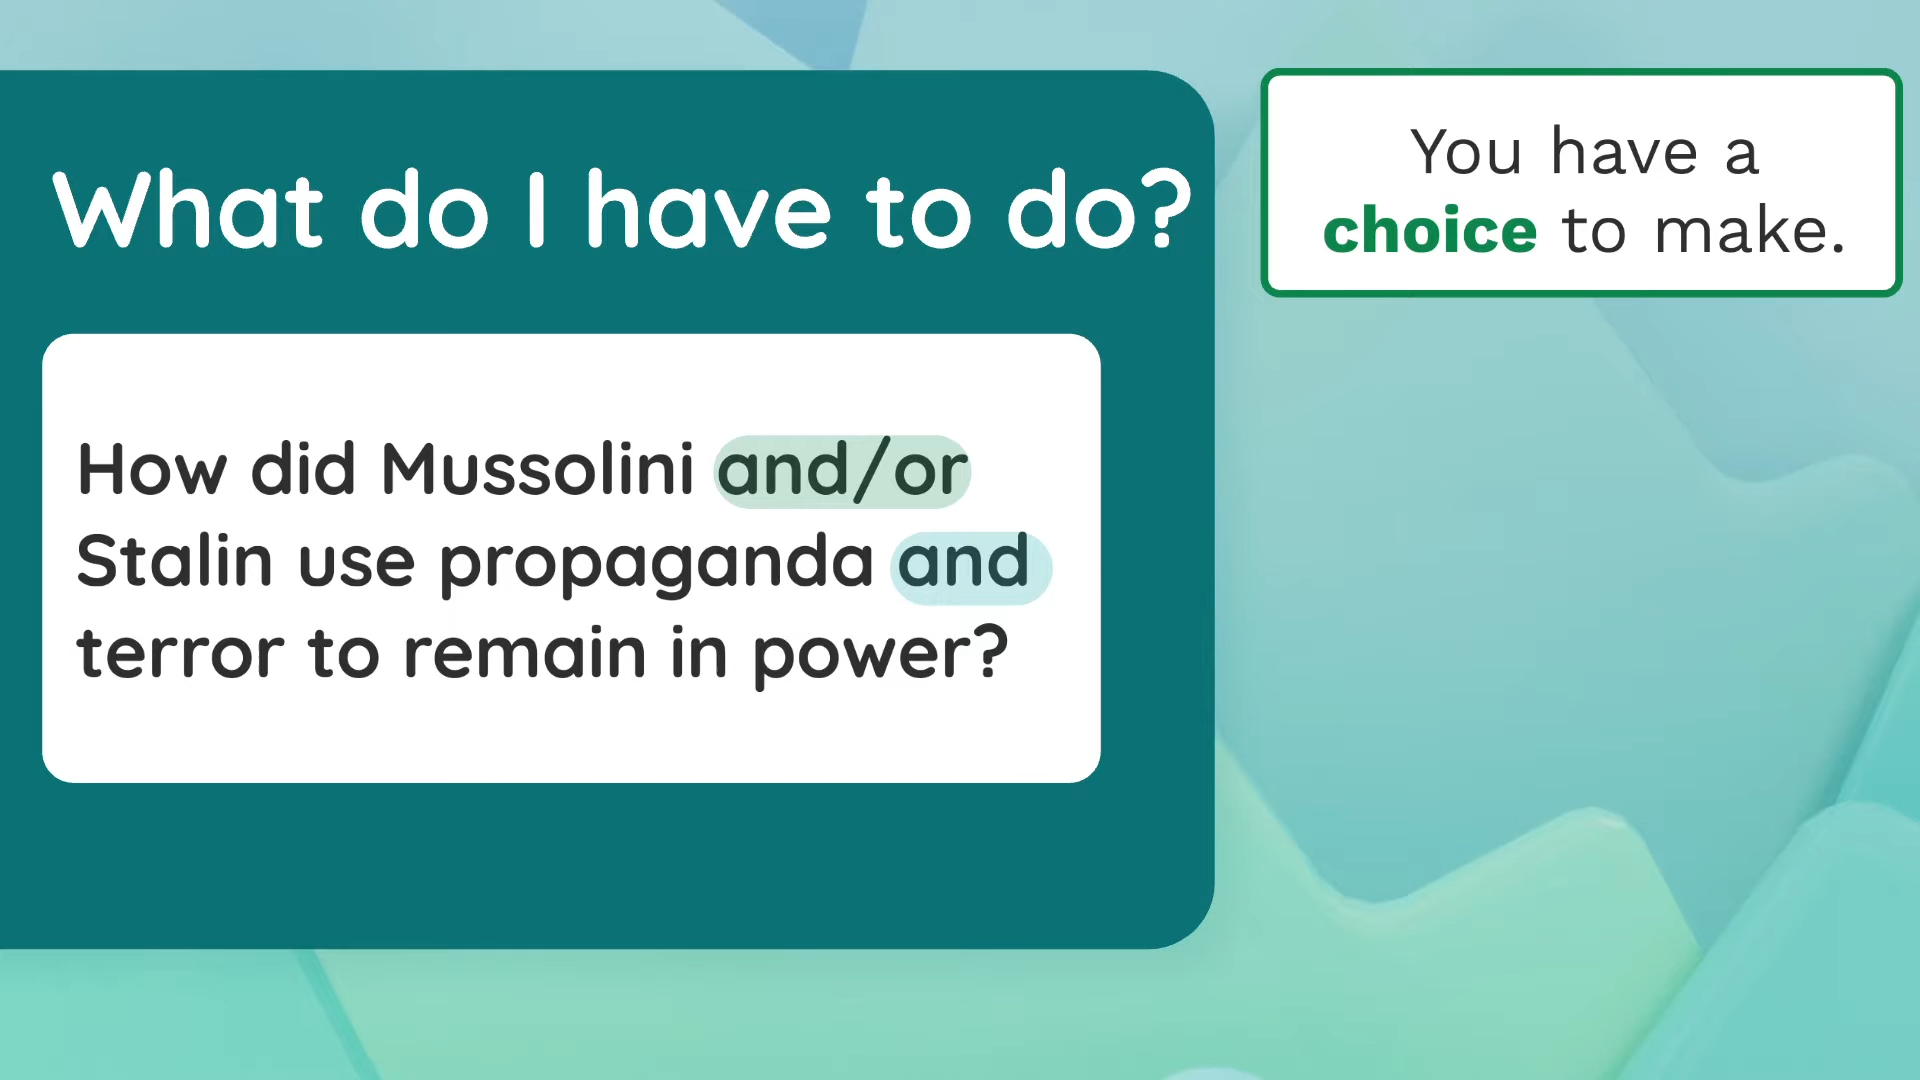 What do I have to do?
You have a
choice to make.
How did Mussolini and/or
Stalin use propaganda and
terror to remain in power?